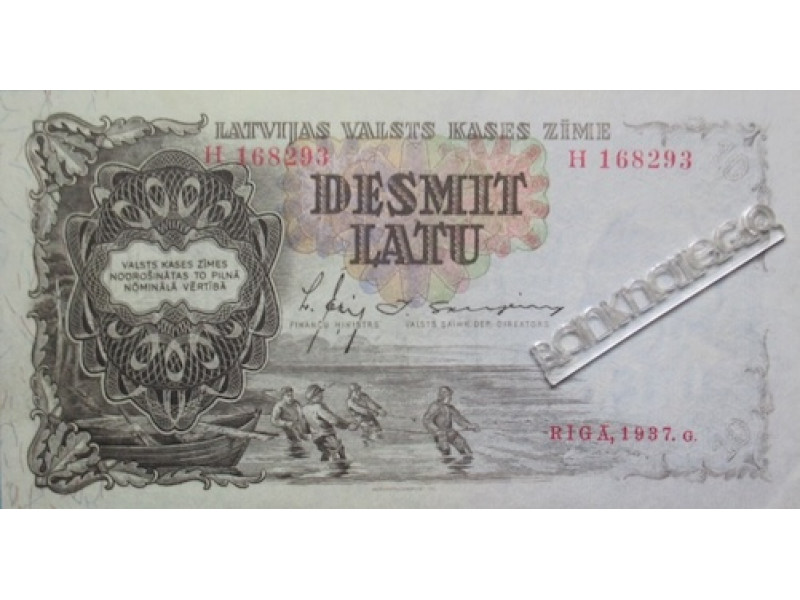 LATVIJAS VALSTS KASES ZĪME
H 168293
H 168293
DESMIT
LATU
VALSTS KASES ZĪMES
NODROŠINĀTAS TO PILNĀ
NÓMINĀLĀ VĒRTĪBĀ
FINANČU MINISTRS
VALSTS SAIMN. DEP. DIREKTORS
RIGĀ, 1937. G.